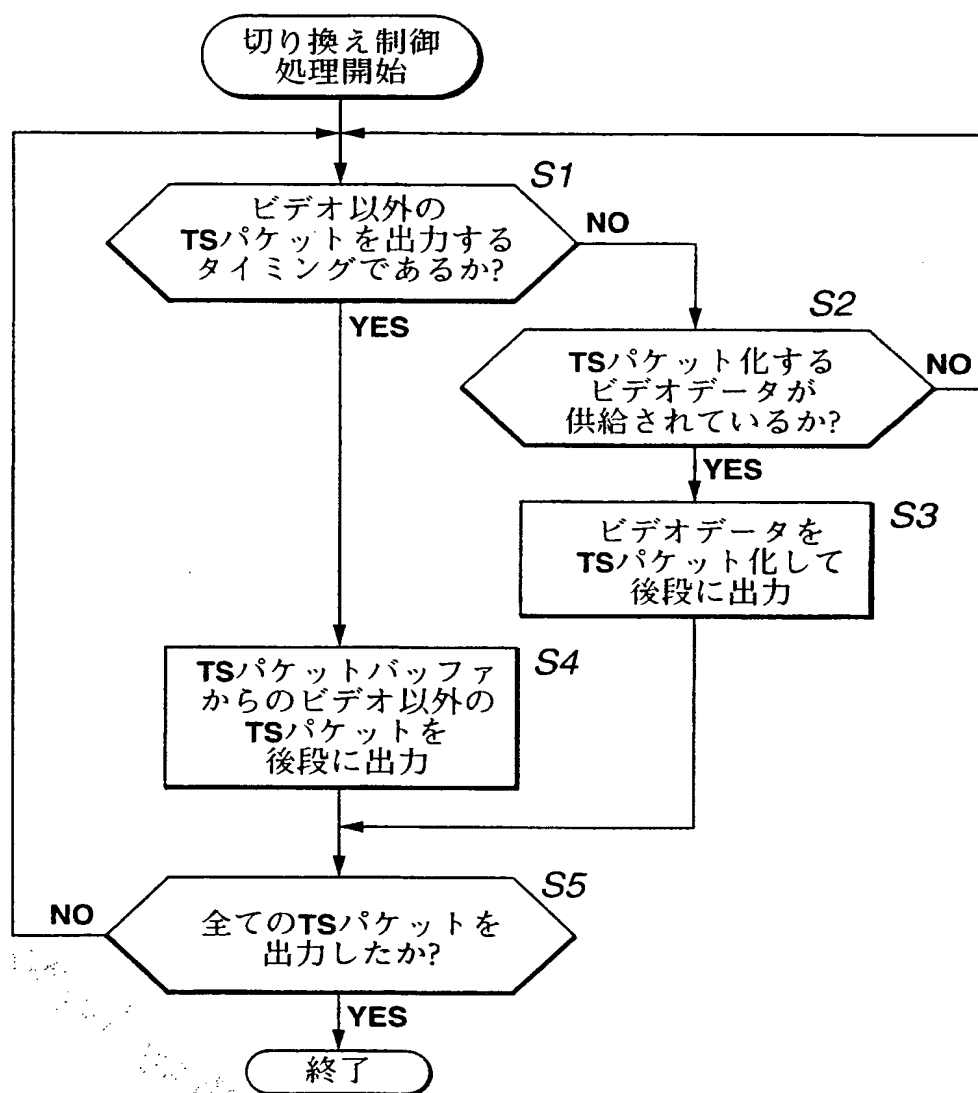 切り換え制御
処理開始
S1
ビデオ以外の
TSパケットを出力する
タイミングであるか?
NO
YES
S2
TSパケット化する
ビデオデータが
供給されているか?
NO
YES
S3
ビデオデータを
TSパケット化して
後段に出力
S4
TSパケットバッファ
からのビデオ以外の
TSパケットを
後段に出力
S5
全てのTSパケットを
出力したか?
NO
YES
終了